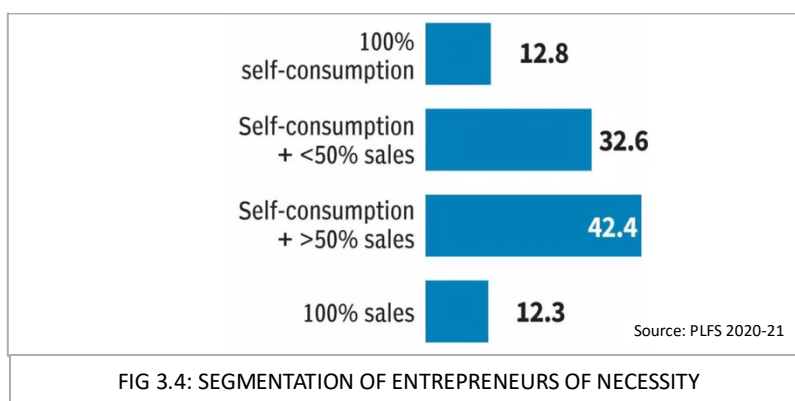 100%
self-consumption
12.8
Self-consumption
+ <50% sales
32.6
Self-consumption
+ >50% sales
42.4
100% sales
12.3
Source: PLFS 2020-21
FIG 3.4: SEGMENTATION OF ENTREPRENEURS OF NECESSITY